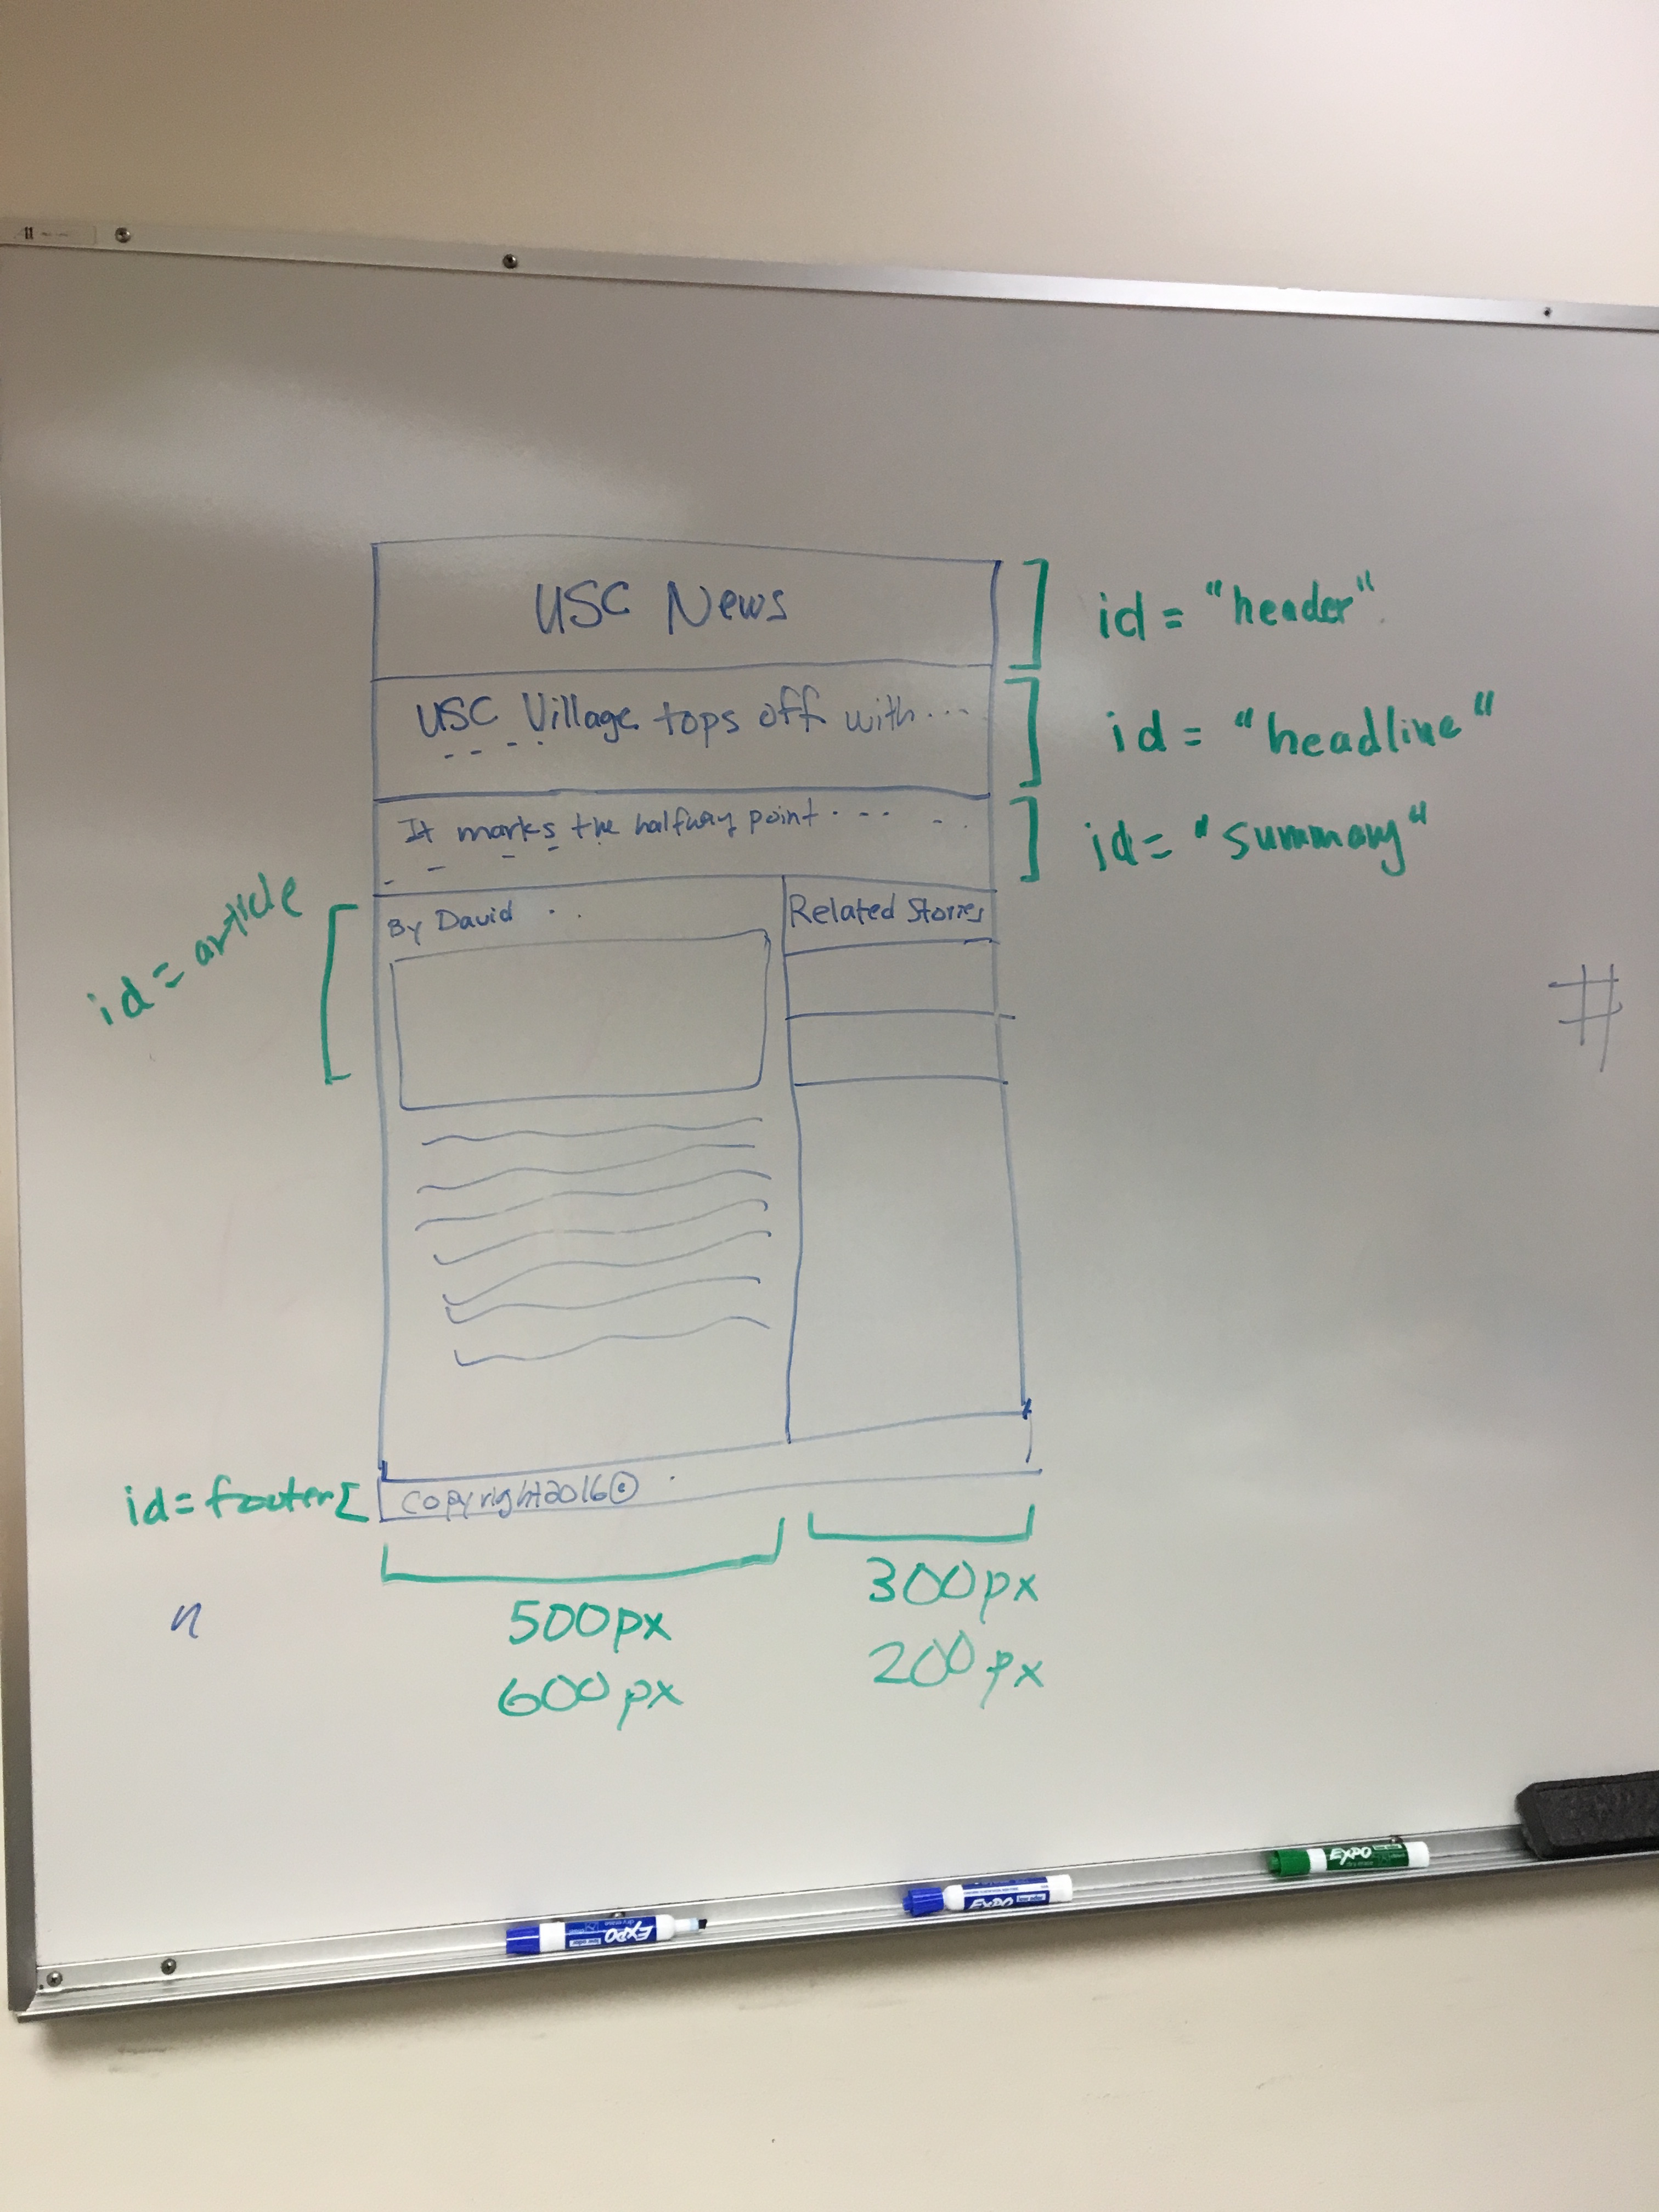 USC News
id = "header"
USC Village tops off with...
id = "headline"
It marks the halfway point . - - -
id = "summary"
id = article
By David . .
Related Stories
#
id = footer [
Copyright 2016 ©
n
500px
300px
600px
200px
EXPO
EXPO
EXPO